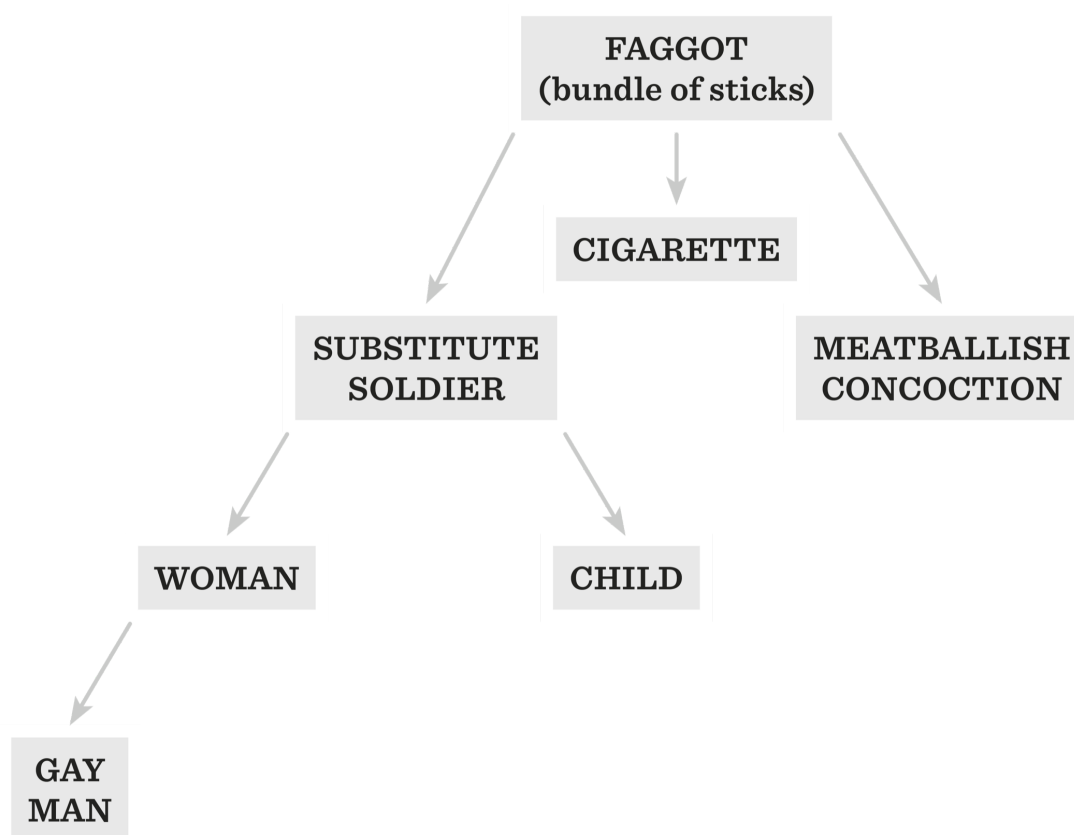 FAGGOT
(bundle of sticks)
CIGARETTE
SUBSTITUTE
SOLDIER
MEATBALLISH
CONCOCTION
WOMAN
CHILD
GAY
MAN